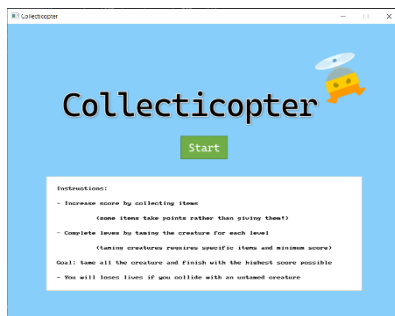 Collecticopter
Collecticopter
Start
Instructions:
- Increase score by collecting items
(some items take points rather than giving them!)
- Complete leves by taming the creature for each level
(taming creatures requires specific items and minimum score)
Goal: tame all the creature and finish with the highest score possible
- You will loses lives if you collide with an untamed creature